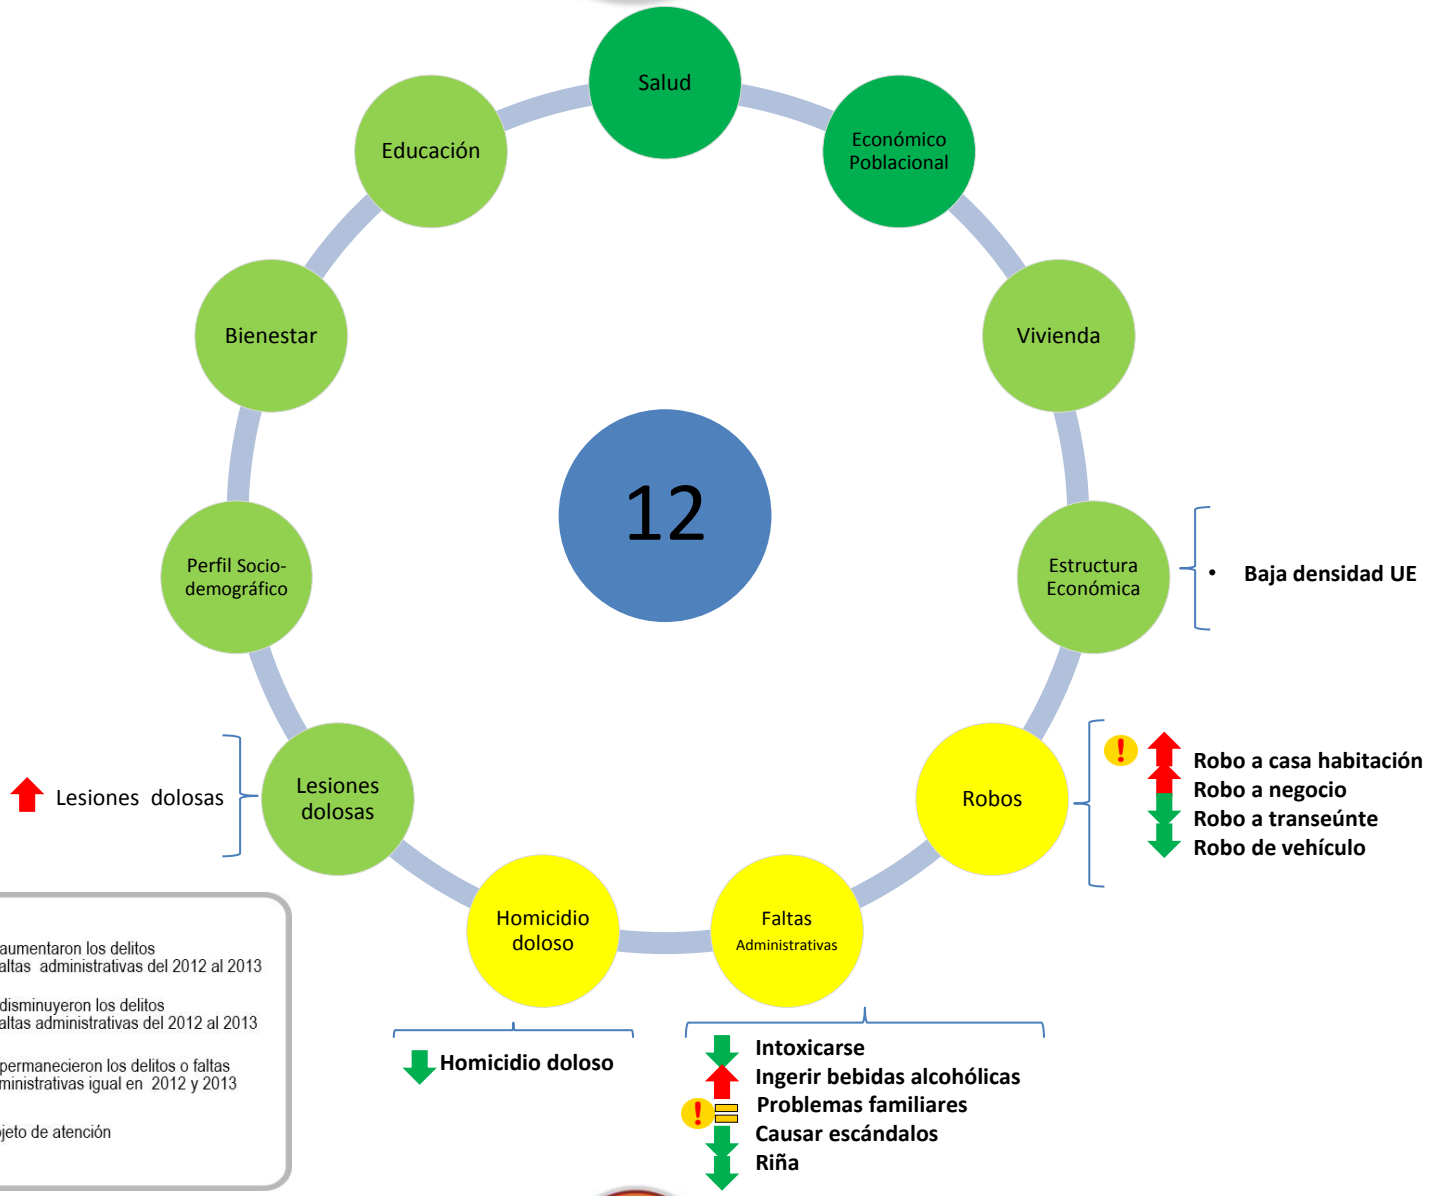 Salud
Económico
Poblacional
Educación
Bienestar
Vivienda
12
Perfil Socio-
demográfico
Estructura
Económica
• Baja densidad UE
Lesiones dolosas
Lesiones
dolosas
Robos
Robo a casa habitación
Robo a negocio
Robo a transeúnte
Robo de vehículo
Homicidio
doloso
Faltas
Administrativas
aumentaron los delitos
altas administrativas del 2012 al 2013
disminuyeron los delitos
altas administrativas del 2012 al 2013
permanecieron los delitos o faltas
ministrativas igual en 2012 y 2013
jeto de atención
Homicidio doloso
Intoxicarse
Ingerir bebidas alcohólicas
Problemas familiares
Causar escándalos
Riña